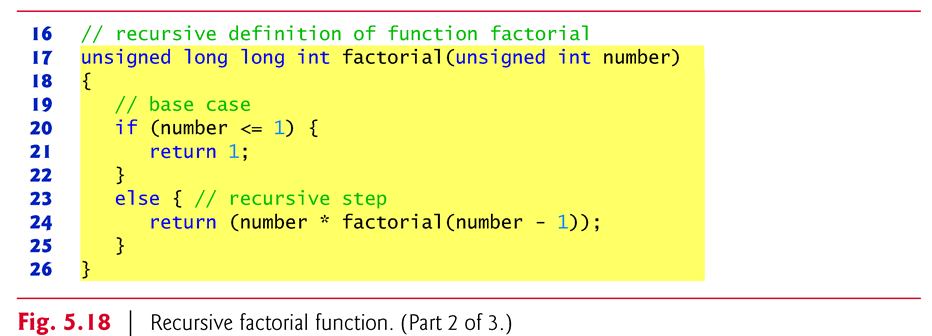 16 // recursive definition of function factorial
17 unsigned long long int factorial(unsigned int number)
18 {
19    // base case
20    if (number <= 1) {
21       return 1;
22    }
23    else { // recursive step
24       return (number * factorial(number - 1));
25    }
26 }
Fig. 5.18 | Recursive factorial function. (Part 2 of 3.)